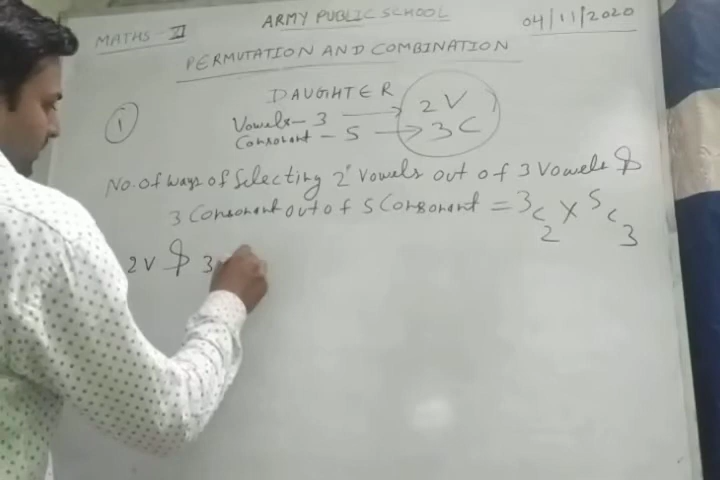 ARMY PUBLIC SCHOOL
MATHS - XI
04/11/2020
PERMUTATION AND COMBINATION
DAUGHTER
1
Vowels - 3 → 2V
Consonant - 5 → 3C
No. of ways of Selecting 2 Vowels out of 3 Vowels &
3 Consonant out of 5 Consonant = 3C2 X 5C3
2V & 3